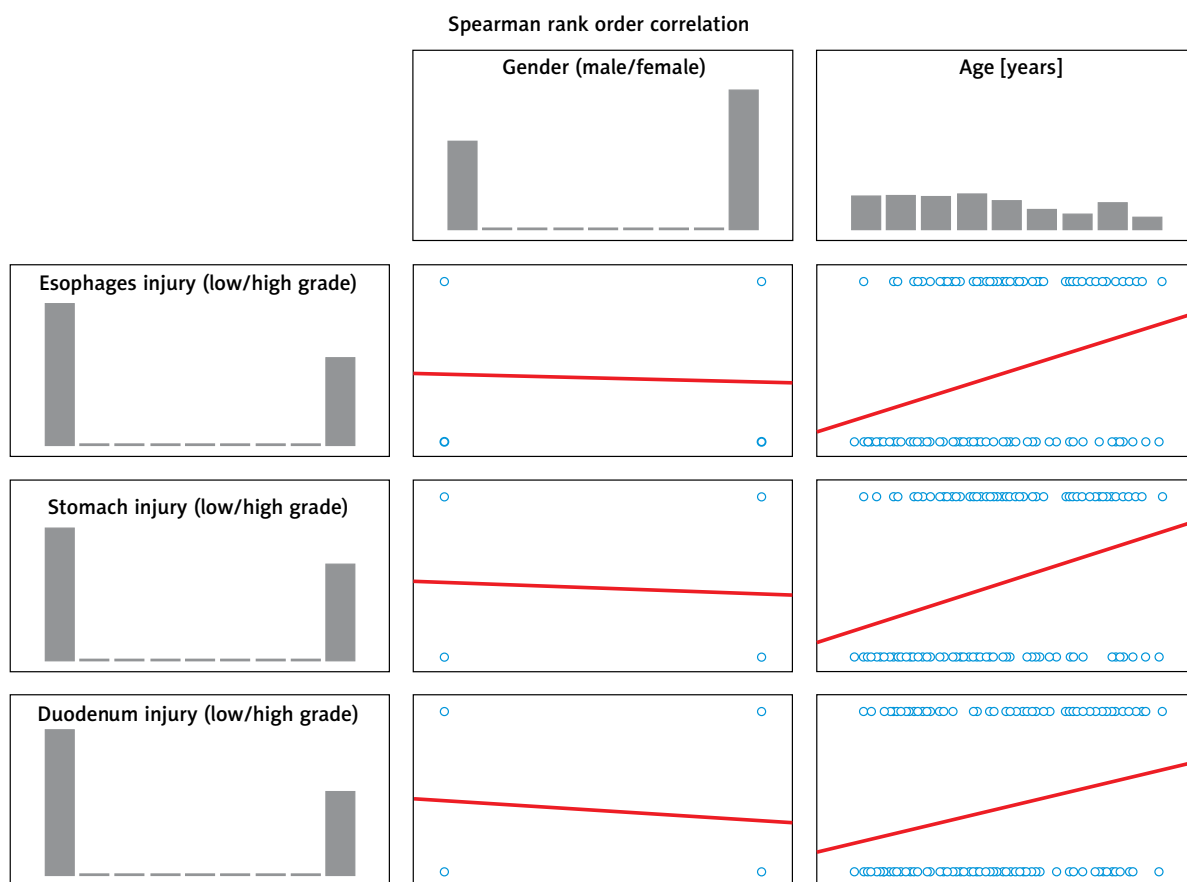 Spearman rank order correlation
Gender (male/female)
Age [years]
Esophages injury (low/high grade)
Stomach injury (low/high grade)
Duodenum injury (low/high grade)